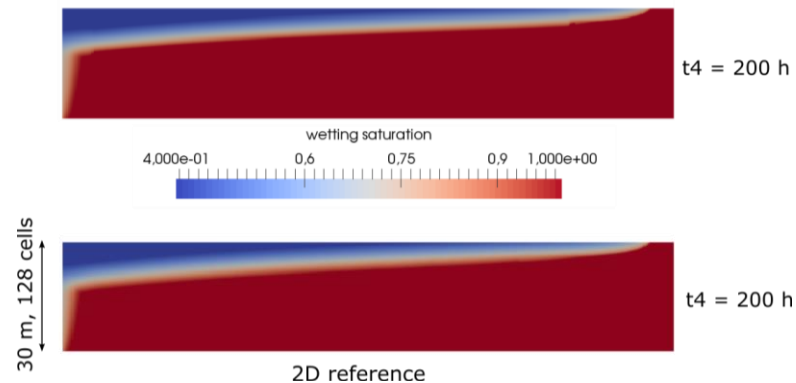 t4 = 200 h
wetting saturation
4,000e-01 0,6 0,75 0,9 1,000e+00
30 m, 128 cells
t4 = 200 h
2D reference